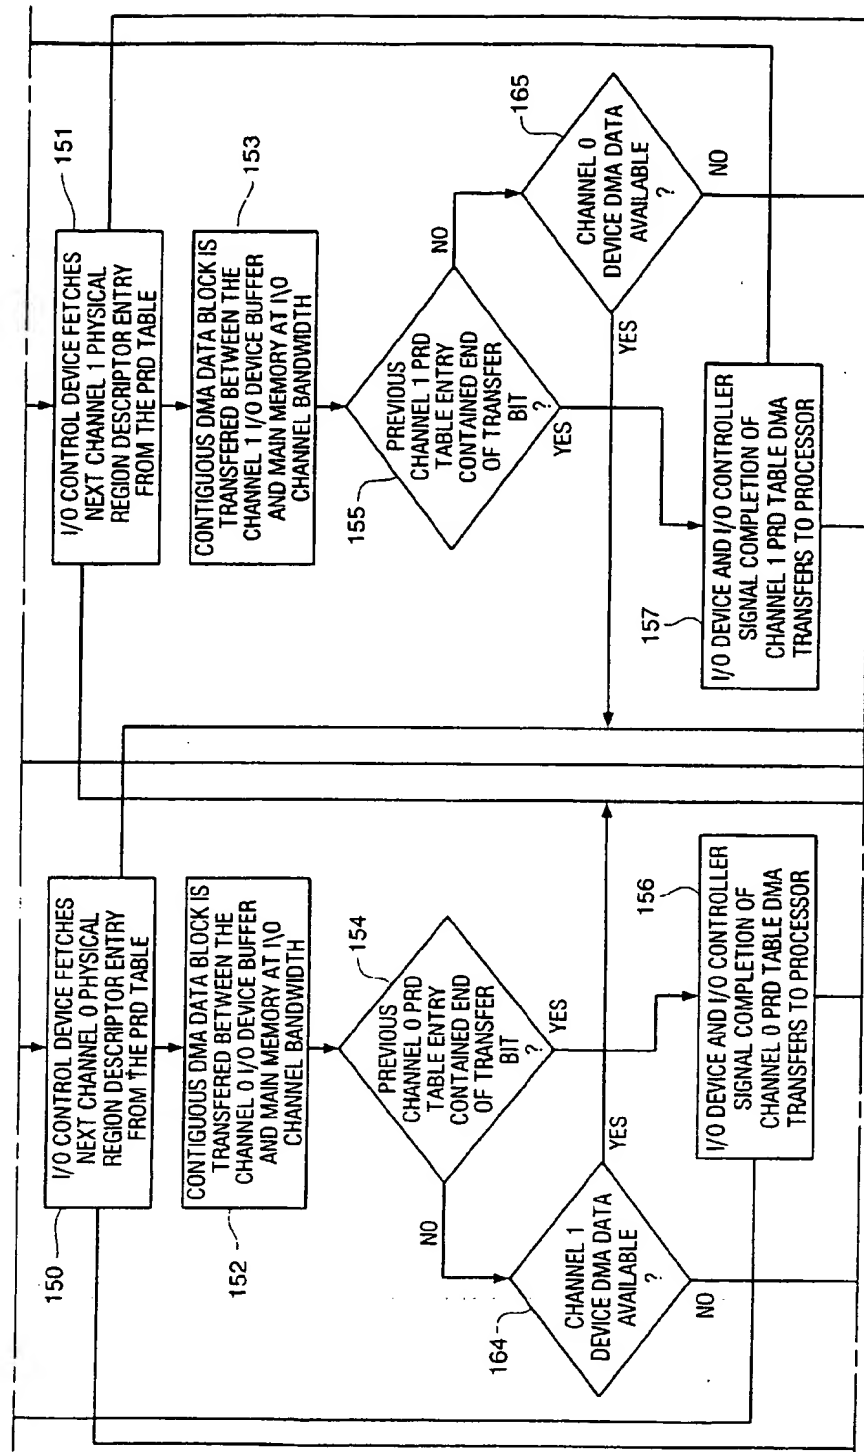 150
I/O CONTROL DEVICE FETCHES
NEXT CHANNEL 0 PHYSICAL
REGION DESCRIPTOR ENTRY
FROM THE PRD TABLE
152
CONTIGUOUS DMA DATA BLOCK IS
TRANSFERED BETWEEN THE
CHANNEL 0 I/O DEVICE BUFFER
AND MAIN MEMORY AT I\O
CHANNEL BANDWIDTH
154
PREVIOUS
CHANNEL 0 PRD
TABLE ENTRY
CONTAINED END
OF TRANSFER
BIT
?
NO
YES
164
CHANNEL 1
DEVICE DMA DATA
AVAILABLE
?
YES
NO
156
I/O DEVICE AND I/O CONTROLLER
SIGNAL COMPLETION OF
CHANNEL 0 PRD TABLE DMA
TRANSFERS TO PROCESSOR
151
I/O CONTROL DEVICE FETCHES
NEXT CHANNEL 1 PHYSICAL
REGION DESCRIPTOR ENTRY
FROM THE PRD TABLE
153
CONTIGUOUS DMA DATA BLOCK IS
TRANSFERED BETWEEN THE
CHANNEL 1 I/O DEVICE BUFFER
AND MAIN MEMORY AT I\O
CHANNEL BANDWIDTH
155
PREVIOUS
CHANNEL 1 PRD
TABLE ENTRY
CONTAINED END
OF TRANSFER
BIT
?
NO
YES
165
CHANNEL 0
DEVICE DMA DATA
AVAILABLE
?
YES
NO
157
I/O DEVICE AND I/O CONTROLLER
SIGNAL COMPLETION OF
CHANNEL 1 PRD TABLE DMA
TRANSFERS TO PROCESSOR